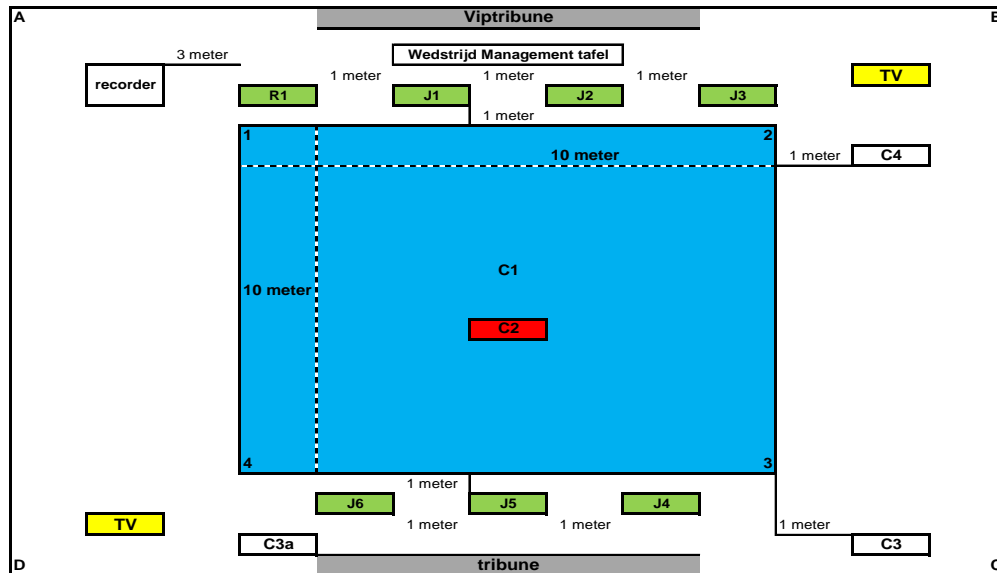 A
Viptribune
E
Wedstrijd Management tafel
3 meter
recorder
TV
1 meter
1 meter
1 meter
R1
J1
J2
J3
1 meter
1
2
10 meter
1 meter
C4
C1
10 meter
C2
4
3
1 meter
J6
J5
J4
TV
1 meter
1 meter
1 meter
C3a
C3
D
tribune